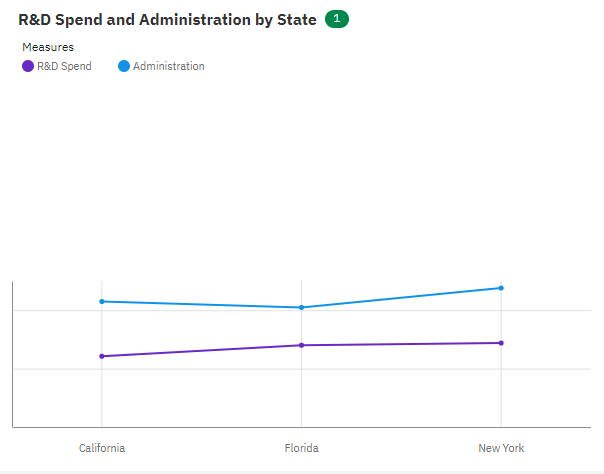 R&D Spend and Administration by State 1
Measures
R&D Spend Administration
California Florida New York